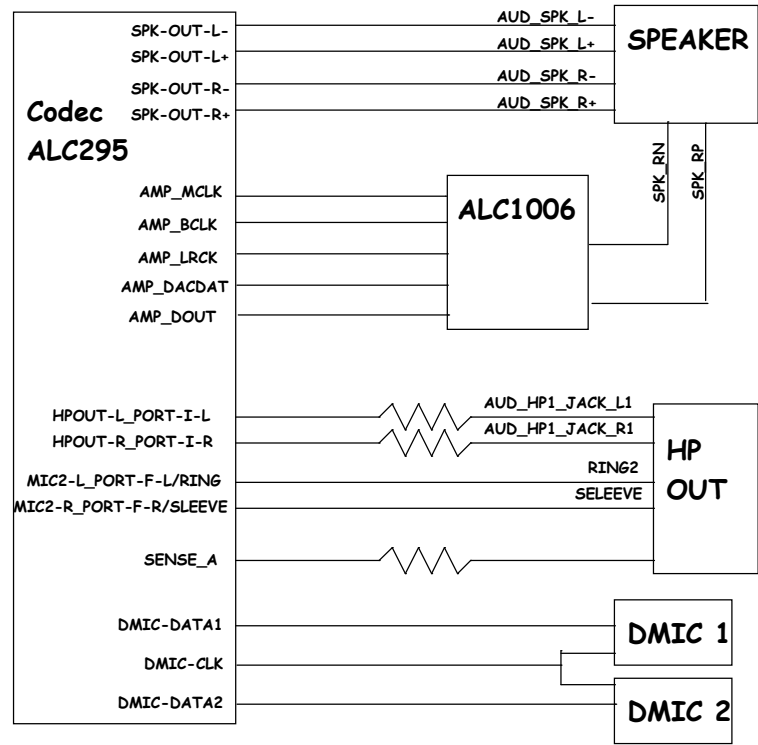 SPK-OUT-L-
SPK-OUT-L+
SPK-OUT-R-
SPK-OUT-R+
Codec
ALC295
AUD_SPK_L-
AUD_SPK_L+
AUD_SPK_R-
AUD_SPK_R+
SPEAKER
SPK_RN
SPK_RP
AMP_MCLK
AMP_BCLK
AMP_LRCK
AMP_DACDAT
AMP_DOUT
ALC1006
HPOUT-L_PORT-I-L
HPOUT-R_PORT-I-R
MIC2-L_PORT-F-L/RING
MIC2-R_PORT-F-R/SLEEVE
SENSE_A
AUD_HP1_JACK_L1
AUD_HP1_JACK_R1
RING2
SELEEVE
HP
OUT
DMIC-DATA1
DMIC-CLK
DMIC-DATA2
DMIC 1
DMIC 2